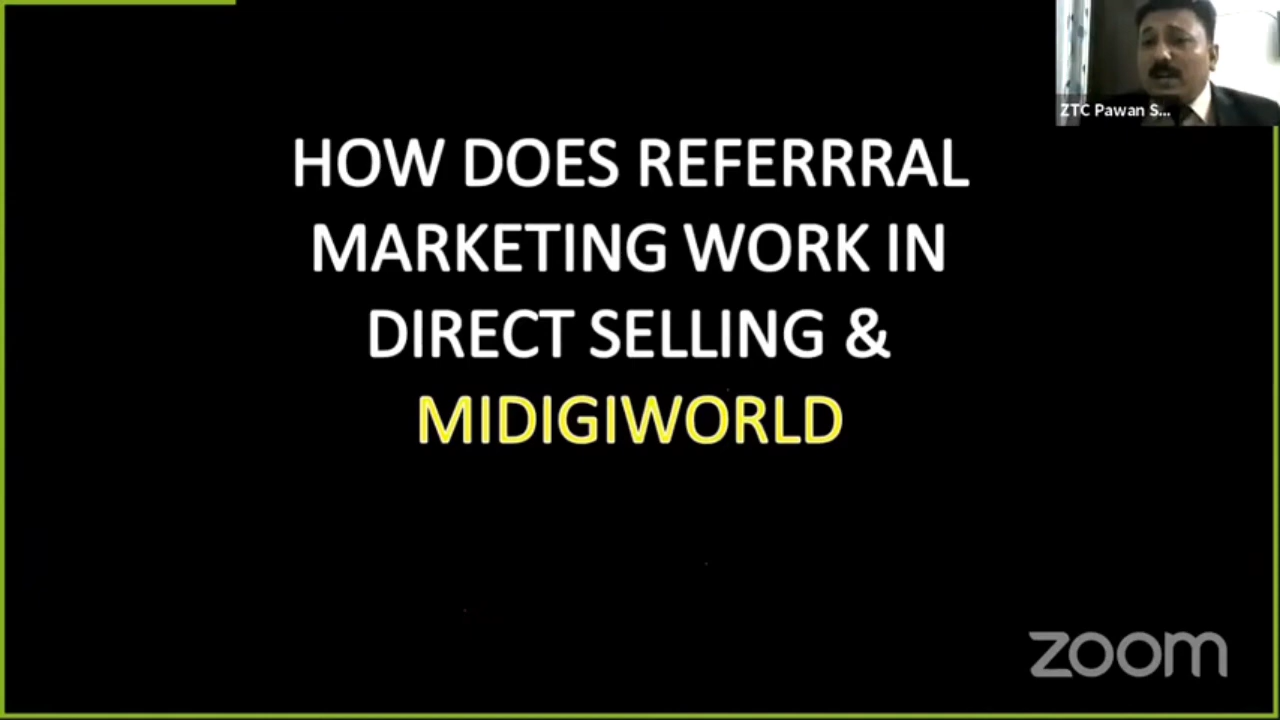 ZTC Pawan S...
HOW DOES REFERRRAL
MARKETING WORK IN
DIRECT SELLING &
MIDIGIWORLD
zoom